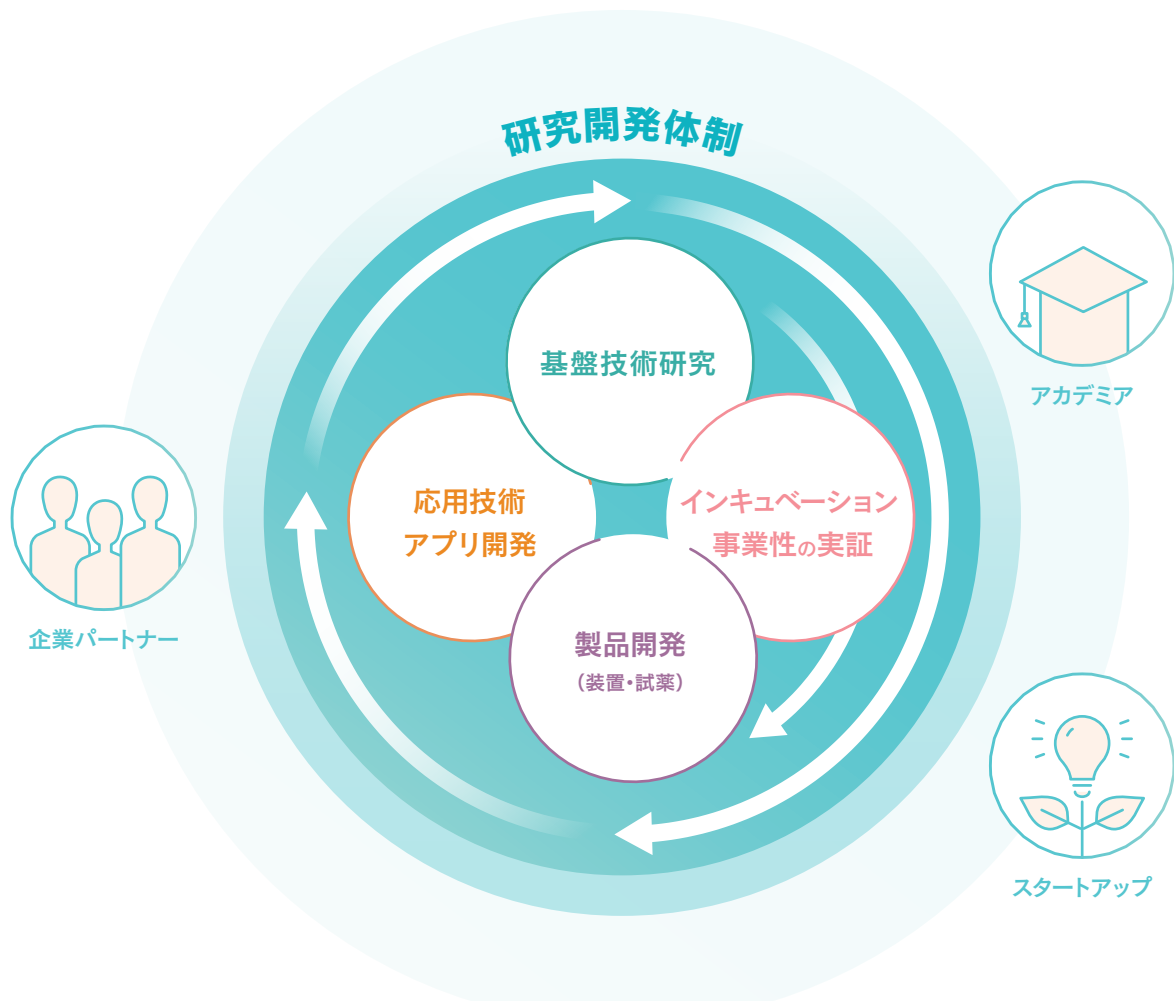 研究開発体制
基盤技術研究
応用技術
アプリ開発
インキュベーション
事業性の実証
製品開発
（装置・試薬）
アカデミア
企業パートナー
スタートアップ